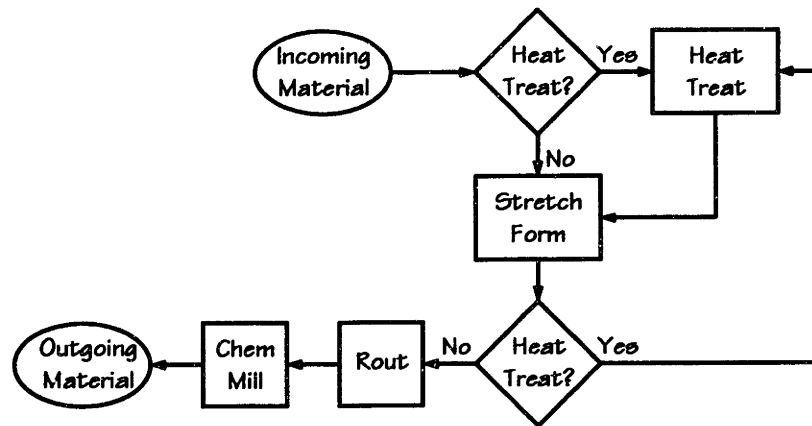 Incoming
Material
Heat
Treat?
Yes
Heat
Treat
No
Stretch
Form
Outgoing
Material
Chem
Mill
Rout
No
Heat
Treat?
Yes